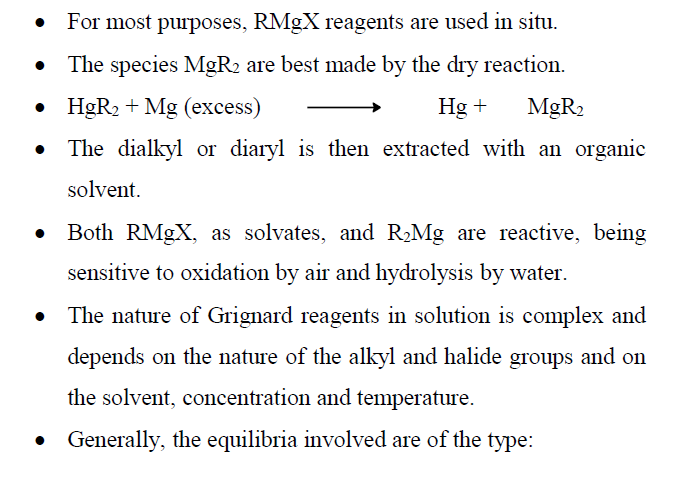 • For most purposes, RMgX reagents are used in situ.
• The species MgR₂ are best made by the dry reaction.
• HgR₂ + Mg (excess) ⟶ Hg + MgR₂
• The dialkyl or diaryl is then extracted with an organic
solvent.
• Both RMgX, as solvates, and R₂Mg are reactive, being
sensitive to oxidation by air and hydrolysis by water.
• The nature of Grignard reagents in solution is complex and
depends on the nature of the alkyl and halide groups and on
the solvent, concentration and temperature.
• Generally, the equilibria involved are of the type: